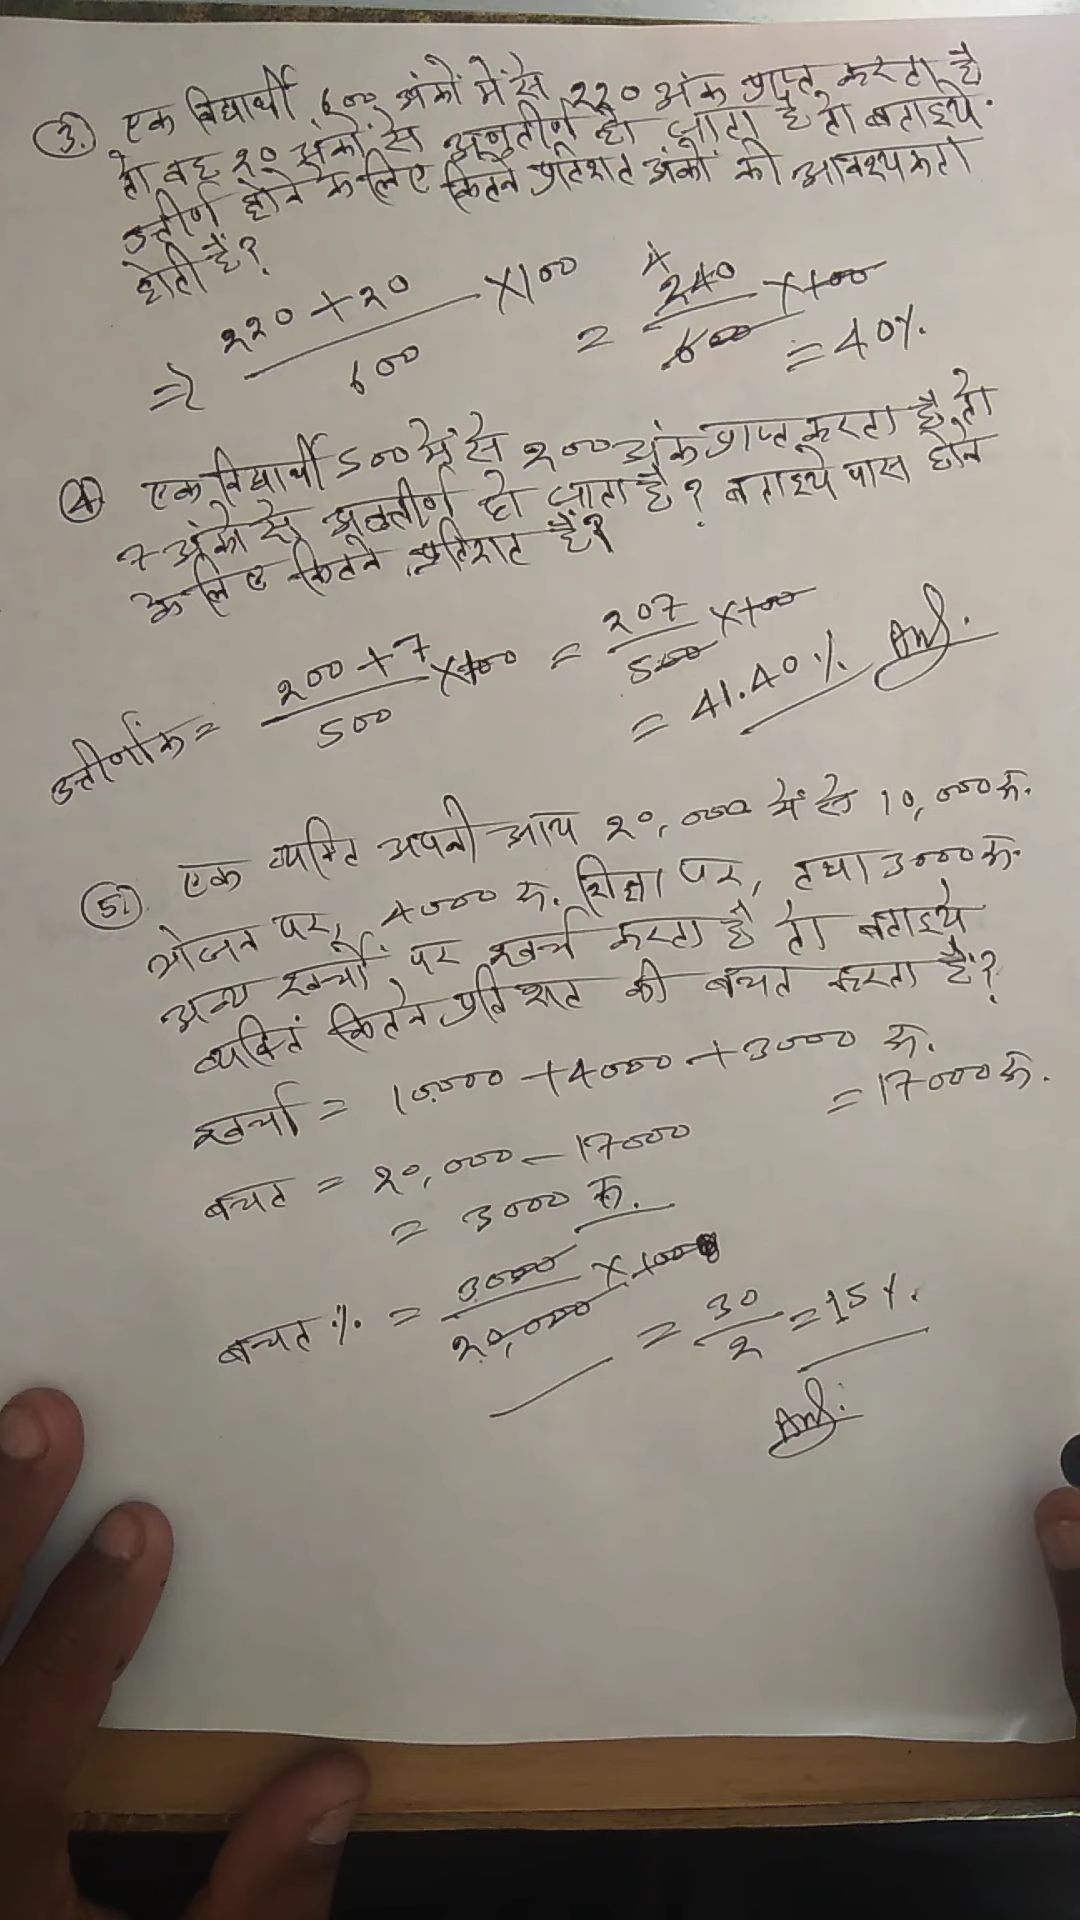 3. एक विद्यार्थी 600 अंकों में से 220 अंक प्राप्त करता है
तो वह 20 अंकों से अनुतीर्ण हो जाता है तो बताइये
उत्तीर्ण होने के लिए कितने प्रतिशत अंकों की आवश्यकता
होती है?
=> 220 + 20 / 600 × 100 = 240 / 600 × 100 4
= 40%.
4. एक विद्यार्थी 500 में से 200 अंक प्राप्त करता है तो
7 अंकों से अनुतीर्ण हो जाता है? बताइये पास होने
के लिए कितने प्रतिशत है?
उत्तीर्णांक = 200 + 7 / 500 × 100 = 207 / 500 × 100
= 41.40% Ans.
5. एक व्यक्ति अपनी आय 20,000 में से 10,000 रु.
भोजन पर, 4000 रु. शिक्षा पर, तथा 3000 रु.
अन्य खर्चों पर खर्च करता है तो बताइये
व्यक्ति कितने प्रतिशत की बचत करता है?
खर्चा = 10000 + 4000 + 3000 रु.
= 17000 रु.
बचत = 20,000 - 17000
= 3000 रु.
बचत % = 3000 / 20,000 × 100 = 30 / 2 = 15%.
Ans.